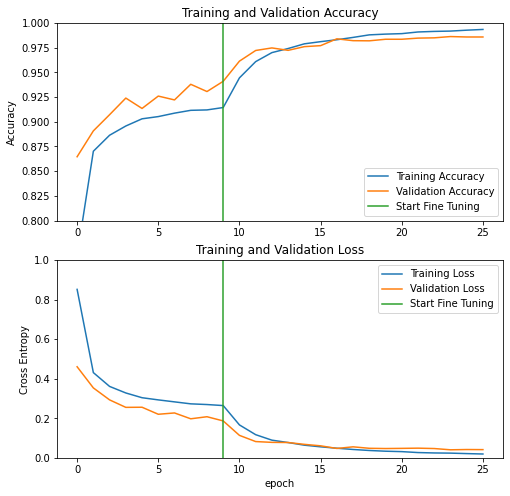 Training and Validation Accuracy
1.000
0.975
0.950
0.925
0.900
0.875
0.850
0.825
0.800
Accuracy
Training Accuracy
Validation Accuracy
Start Fine Tuning
0 5 10 15 20 25
Training and Validation Loss
1.0
0.8
0.6
0.4
0.2
0.0
Cross Entropy
Training Loss
Validation Loss
Start Fine Tuning
0 5 10 15 20 25
epoch